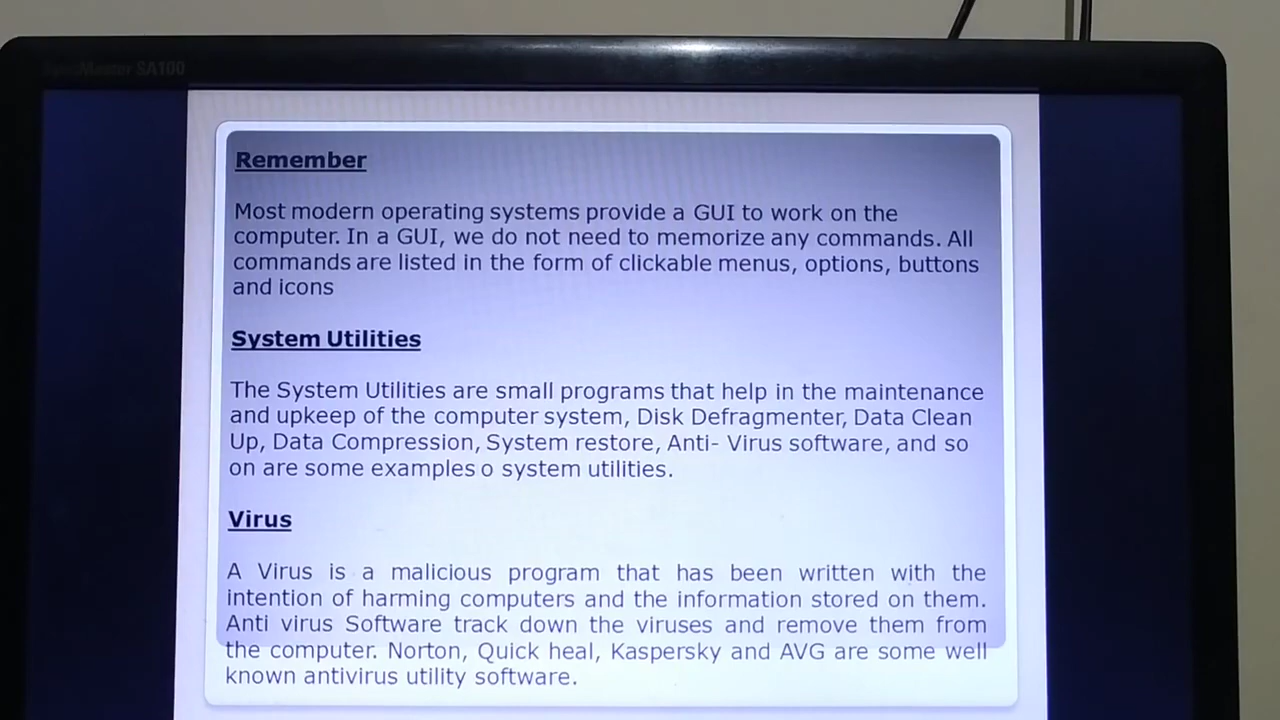 SA100
Remember
Most modern operating systems provide a GUI to work on the
computer. In a GUI, we do not need to memorize any commands. All
commands are listed in the form of clickable menus, options, buttons
and icons
System Utilities
The System Utilities are small programs that help in the maintenance
and upkeep of the computer system, Disk Defragmenter, Data Clean
Up, Data Compression, System restore, Anti- Virus software, and so
on are some examples o system utilities.
Virus
A Virus is a malicious program that has been written with the
intention of harming computers and the information stored on them.
Anti virus Software track down the viruses and remove them from
the computer. Norton, Quick heal, Kaspersky and AVG are some well
known antivirus utility software.